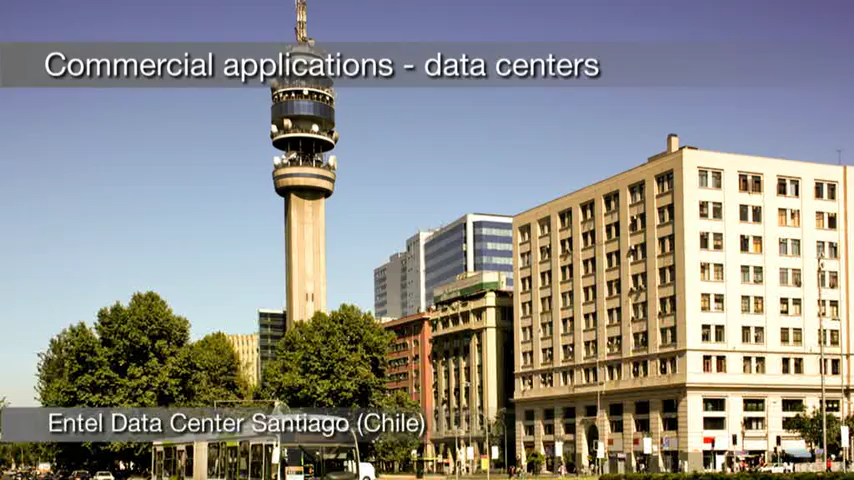 Commercial applications - data centers
Entel Data Center Santiago (Chile)